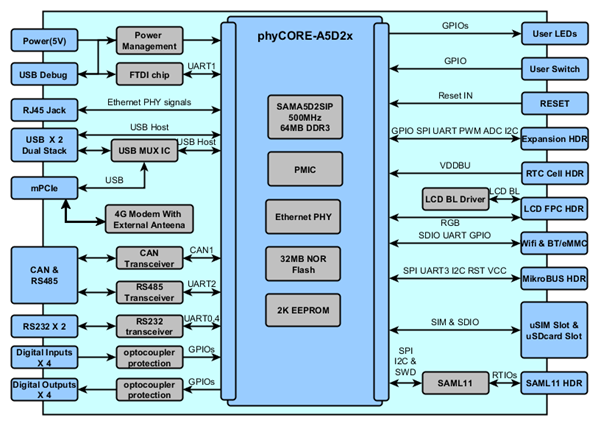 phyCORE-A5D2x
Power(5V)
Power
Management
USB Debug
FTDI chip
UART1
RJ45 Jack
Ethernet PHY signals
USB X 2
Dual Stack
USB Host
USB MUX IC
USB Host
mPCIe
USB
4G Modem With
External Anteena
CAN &
RS485
CAN
Transceiver
CAN1
RS485
Transceiver
UART2
RS232 X 2
RS232
transceiver
UART0,4
Digital Inputs
X 4
optocoupler
protection
GPIOs
Digital Outputs
X 4
optocoupler
protection
GPIOs
SAMA5D2SIP
500MHz
64MB DDR3
PMIC
Ethernet PHY
32MB NOR
Flash
2K EEPROM
GPIOs
User LEDs
GPIO
User Switch
Reset IN
RESET
GPIO SPI UART PWM ADC I2C
Expansion HDR
VDDBU
RTC Cell HDR
LCD BL Driver
LCD BL
LCD FPC HDR
RGB
SDIO UART GPIO
Wifi & BT/eMMC
SPI UART3 I2C RST VCC
MikroBUS HDR
SIM & SDIO
uSIM Slot &
uSDcard Slot
SPI
I2C &
SWD
SAML11
RTIOs
SAML11 HDR